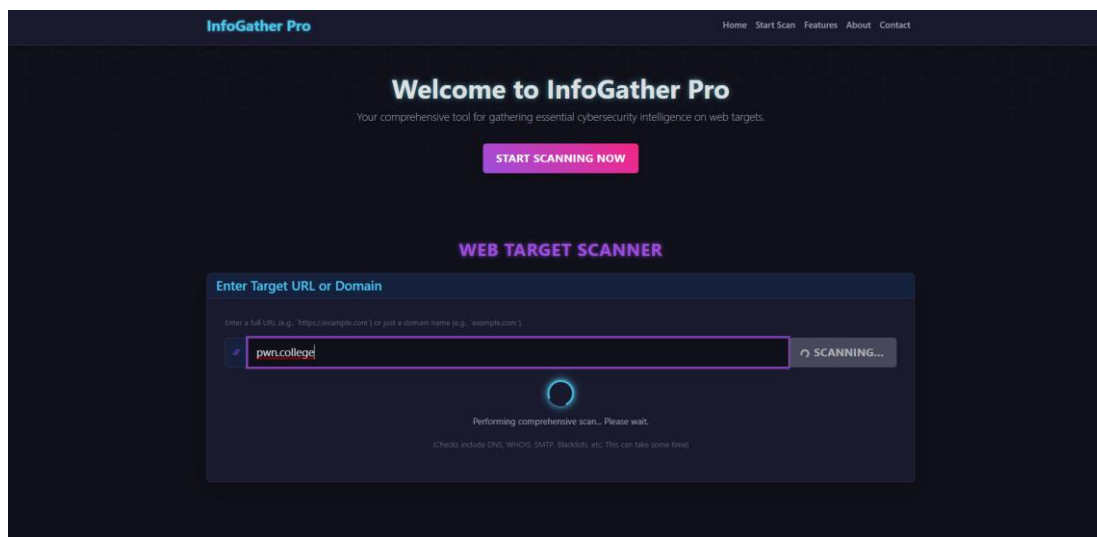 InfoGather Pro
Home Start Scan Features About Contact
Welcome to InfoGather Pro
Your comprehensive tool for gathering essential cybersecurity intelligence on web targets.
START SCANNING NOW
WEB TARGET SCANNER
Enter Target URL or Domain
Enter a full URL (e.g., `https://example.com`) or just a domain name (e.g., `example.com`).
pwn.college
SCANNING...
Performing comprehensive scan... Please wait.
(Checks include DNS, WHOIS, SMTP, Blacklists, etc. This can take some time)